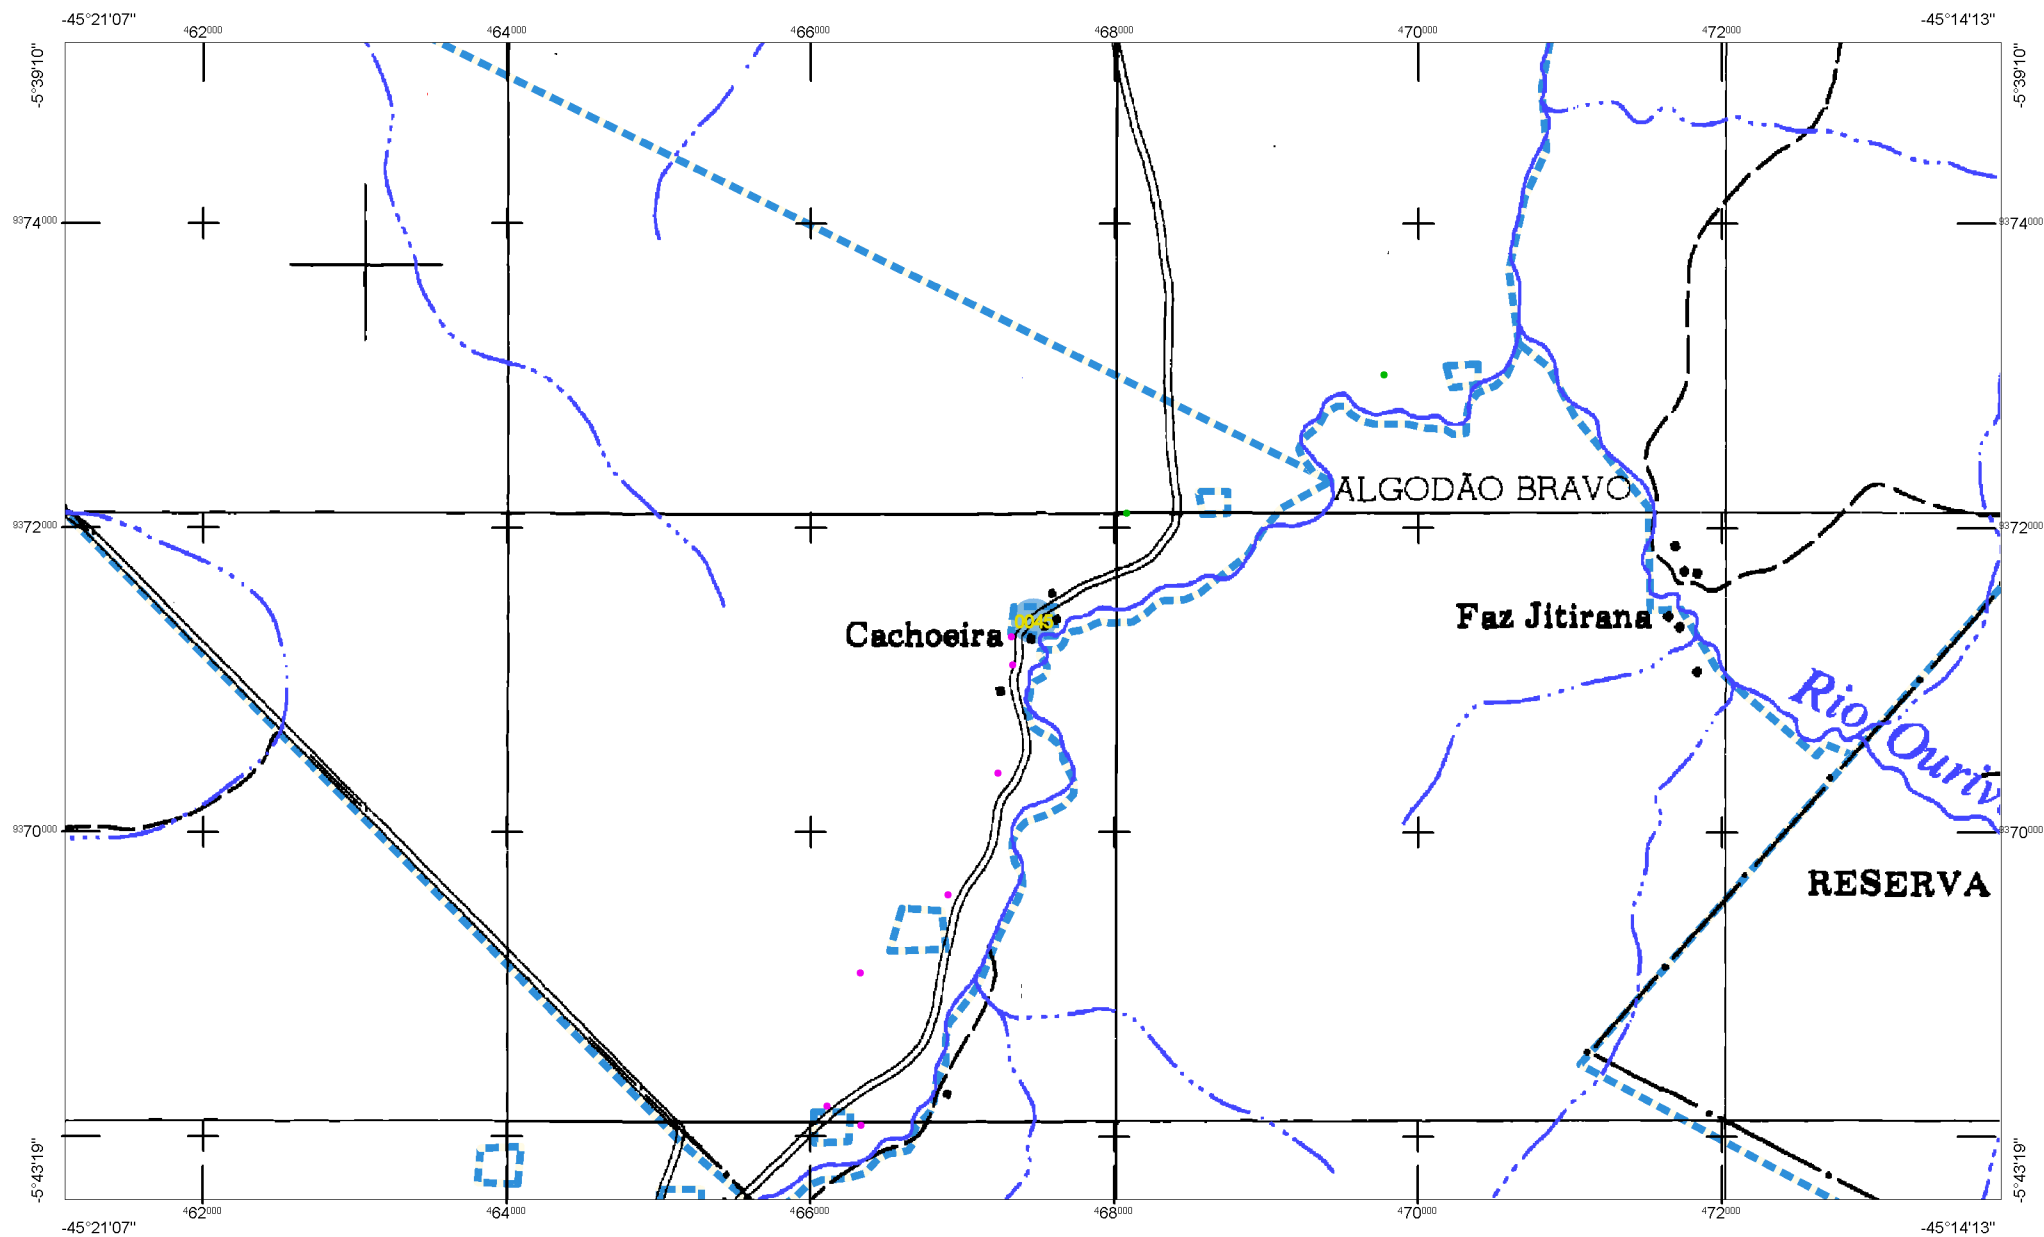 -45°21'07" -45°14'13"
462000 464000 466000 468000 470000 472000
-5°39'10" -5°39'10"
9374000 9374000
ALGODÃO BRAVO
9372000 9372000
0045
Cachoeira Faz Jitirana
Rio Ouriv
9370000 9370000
RESERVA
-5°43'19" -5°43'19"
462000 464000 466000 468000 470000 472000
-45°21'07" -45°14'13"